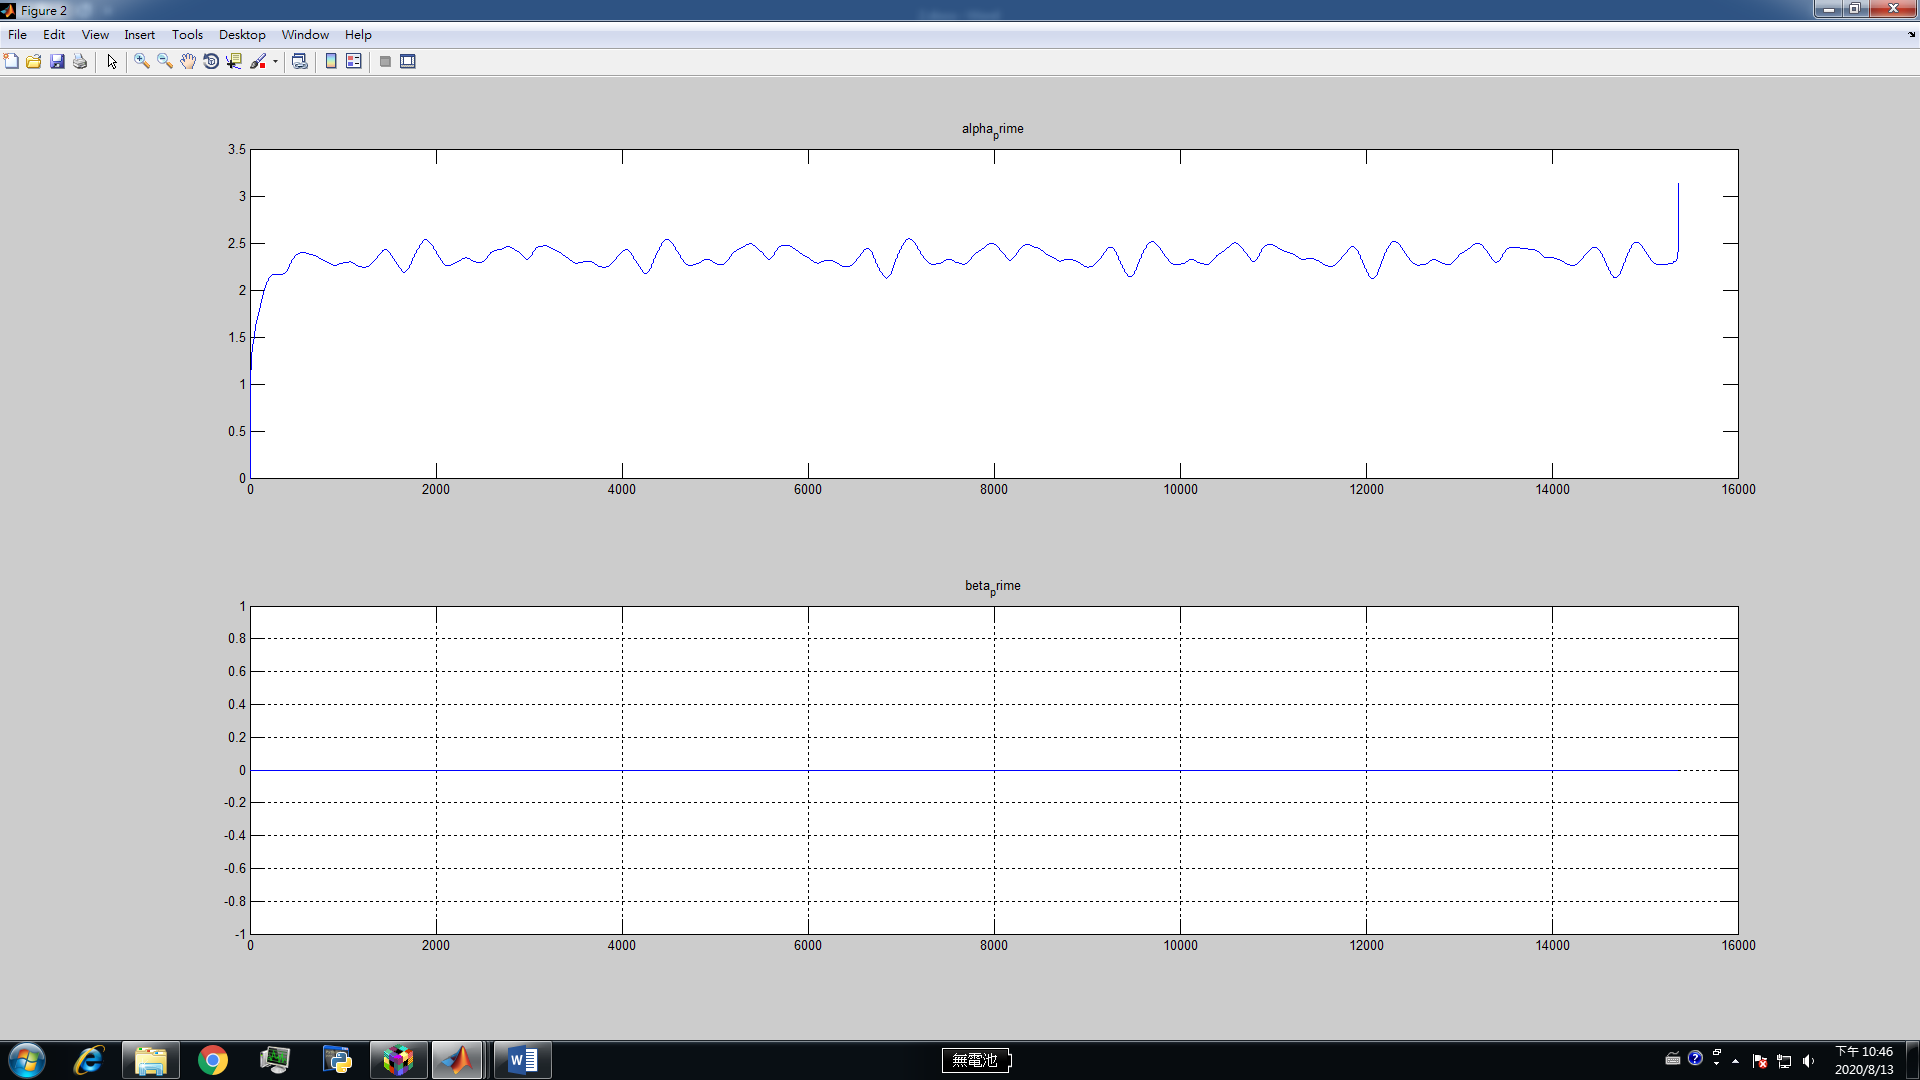 Figure 2
File Edit View Insert Tools Desktop Window Help
alpha_prime
3.5
3
2.5
2
1.5
1
0.5
0
0 2000 4000 6000 8000 10000 12000 14000 16000
beta_prime
1
0.8
0.6
0.4
0.2
0
-0.2
-0.4
-0.6
-0.8
-1
0 2000 4000 6000 8000 10000 12000 14000 16000
無電池
下午 10:46
2020/8/13